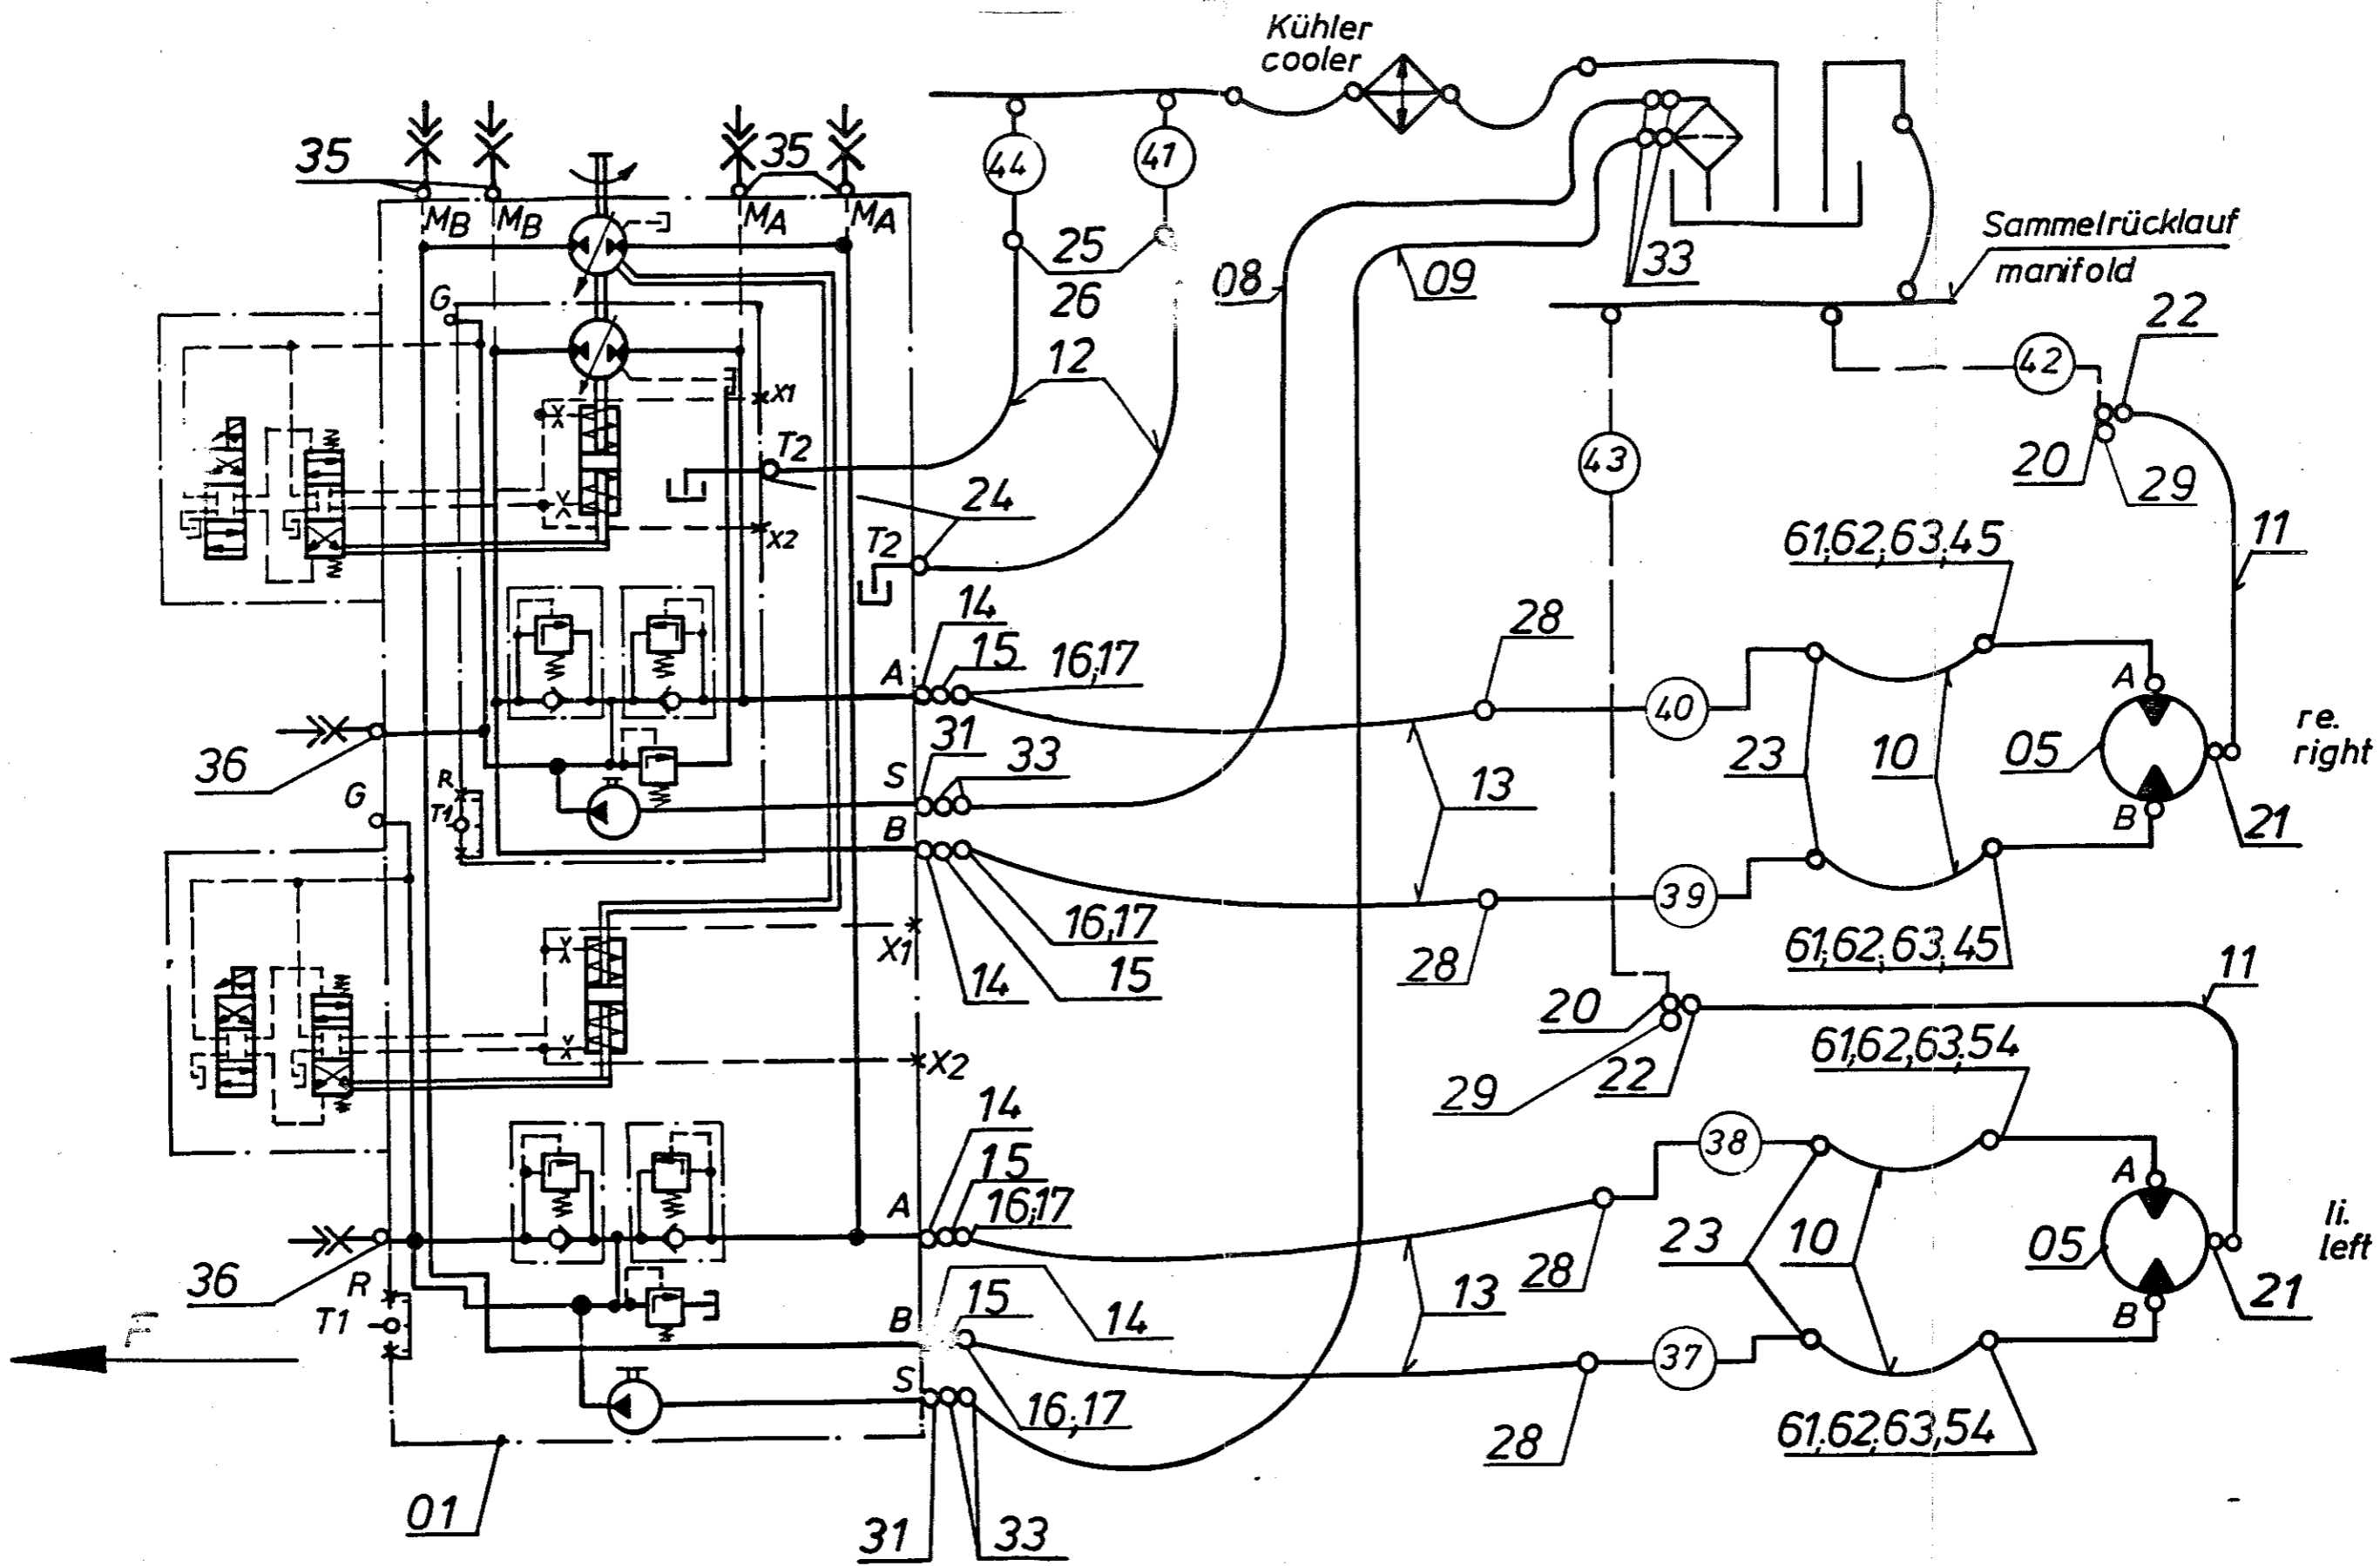 Kühler
cooler
35
35
44
41
MB
MB
MA
MA
25
26
08
09
33
Sammelrücklauf
manifold
G
22
42
12
X1
T2
20
29
43
24
X2
T2
61,62,63,45
11
14
28
15
16,17
A
40
A
re.
right
31
33
36
S
R
G
T1
13
23
10
05
B
B
21
39
16,17
15
14
X1
28
61,62,63,45
11
20
X2
29
22
61,62,63,54
14
38
15
16,17
A
A
36
R
28
23
10
05
li.
left
13
21
T1
F
15
14
B
B
37
S
16,17
28
61,62,63,54
01
31
33